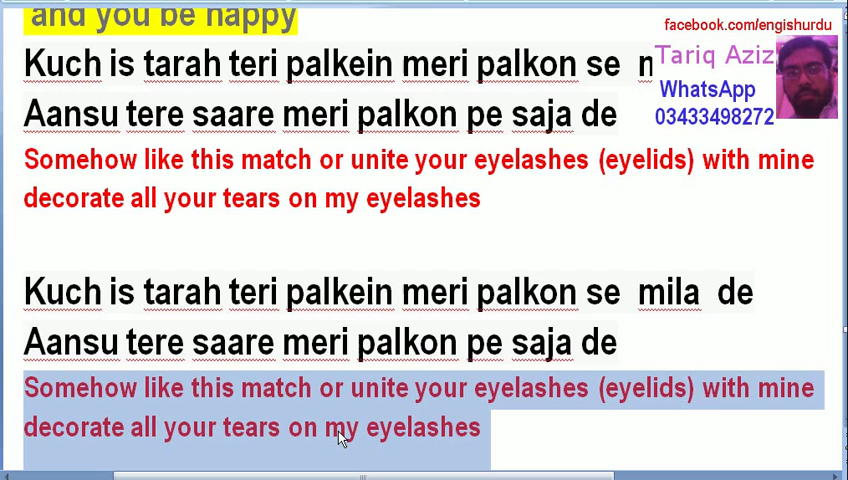 and you be happy
facebook.com/engishurdu
Kuch is tarah teri palkein meri palkon se
Tariq Aziz
WhatsApp
03433498272
Aansu tere saare meri palkon pe saja de
Somehow like this match or unite your eyelashes (eyelids) with mine
decorate all your tears on my eyelashes
Kuch is tarah teri palkein meri palkon se mila de
Aansu tere saare meri palkon pe saja de
Somehow like this match or unite your eyelashes (eyelids) with mine
decorate all your tears on my eyelashes